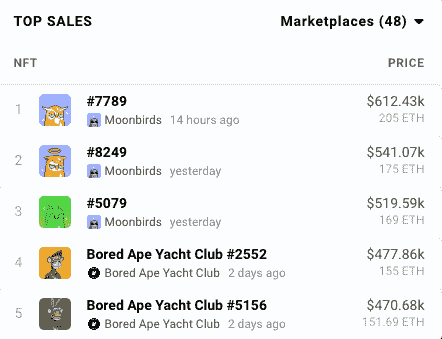 TOP SALES Marketplaces (48)
NFT PRICE
1 #7789 $612.43k
Moonbirds 14 hours ago 205 ETH
2 #8249 $541.07k
Moonbirds yesterday 175 ETH
3 #5079 $519.59k
Moonbirds yesterday 169 ETH
4 Bored Ape Yacht Club #2552 $477.86k
Bored Ape Yacht Club 2 days ago 155 ETH
5 Bored Ape Yacht Club #5156 $470.68k
Bored Ape Yacht Club 2 days ago 151.69 ETH